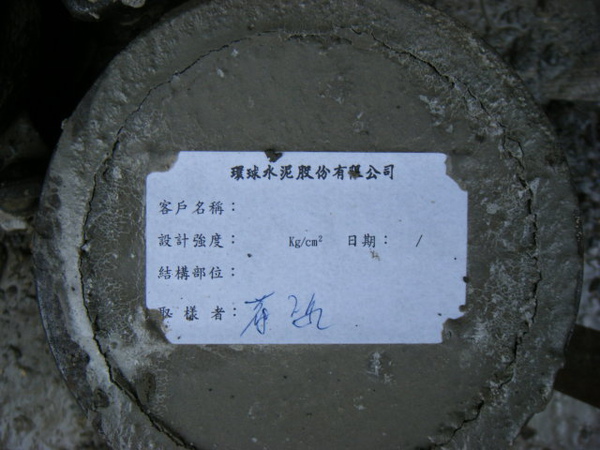 環球水泥股份有限公司
客戶名稱：
設計強度： Kg/cm² 日期： /
結構部位：
取樣者：